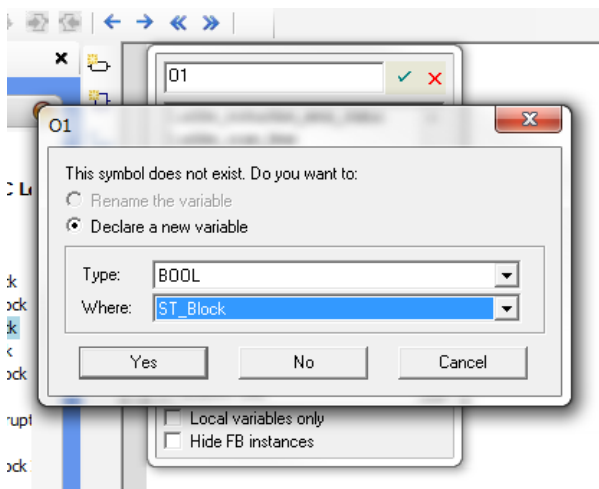 O1
O1
This symbol does not exist. Do you want to:
Rename the variable
Declare a new variable
Type: BOOL
Where: ST_Block
Yes No Cancel
Local variables only
Hide FB instances